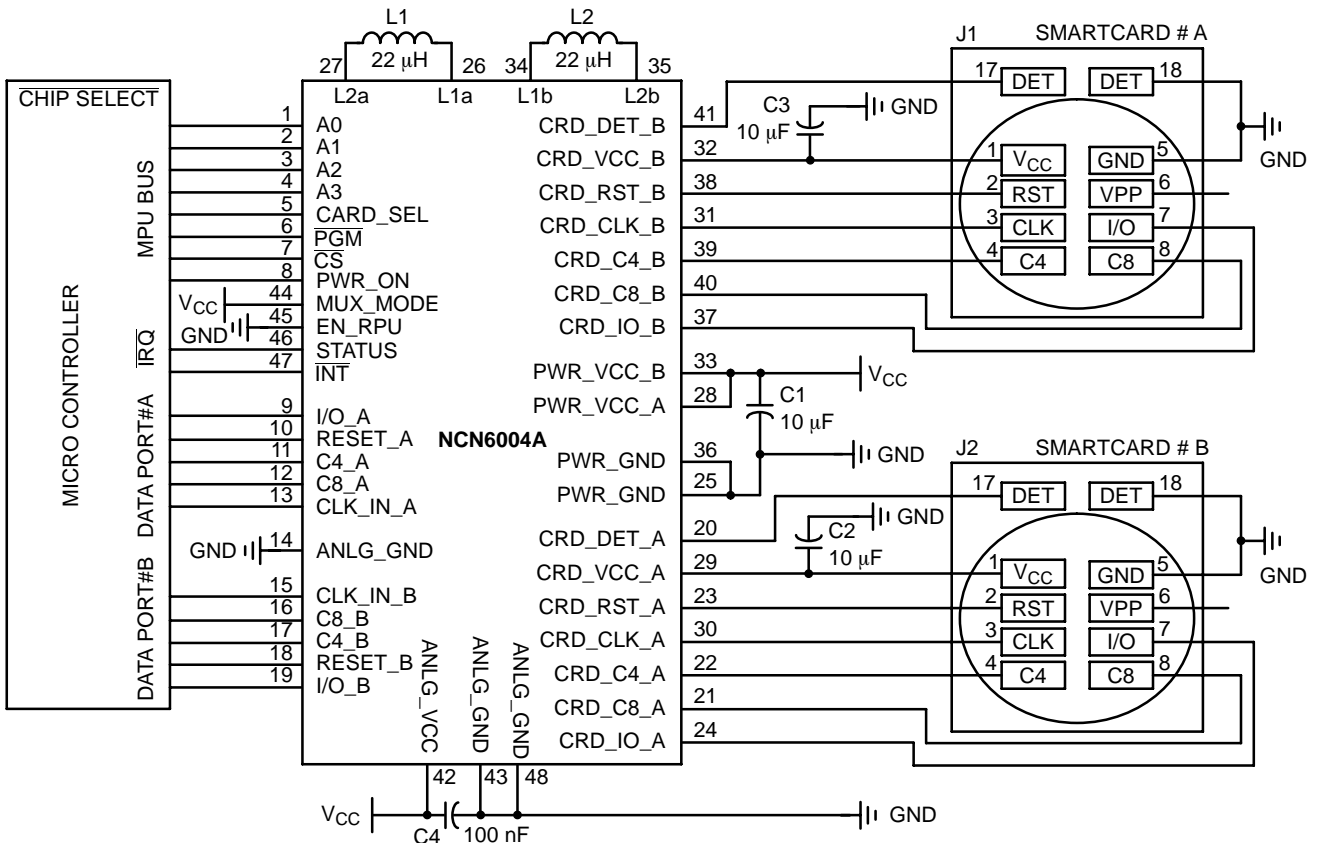 L1
22 μH
27
26
L2a
L1a
L2
22 μH
34
35
L1b
L2b
CHIP SELECT
MICRO CONTROLLER
MPU BUS
IRQ
DATA PORT#A
DATA PORT#B
1 A0
2 A1
3 A2
4 A3
5 CARD_SEL
6 PGM
7 CS
8 PWR_ON
VCC 44 MUX_MODE
GND 45 EN_RPU
46 STATUS
47 INT
9 I/O_A
10 RESET_A
11 C4_A
12 C8_A
13 CLK_IN_A
GND 14 ANLG_GND
15 CLK_IN_B
16 C8_B
17 C4_B
18 RESET_B
19 I/O_B
NCN6004A
ANLG_VCC
ANLG_GND
ANLG_GND
42
43
48
VCC
C4
100 nF
GND
CRD_DET_B 41
CRD_VCC_B 32
CRD_RST_B 38
CRD_CLK_B 31
CRD_C4_B 39
CRD_C8_B 40
CRD_IO_B 37
PWR_VCC_B 33
PWR_VCC_A 28
PWR_GND 36
PWR_GND 25
CRD_DET_A 20
CRD_VCC_A 29
CRD_RST_A 23
CRD_CLK_A 30
CRD_C4_A 22
CRD_C8_A 21
CRD_IO_A 24
C3
10 μF
GND
VCC
C1
10 μF
GND
C2
10 μF
GND
J1
SMARTCARD # A
17 DET
DET 18
1 VCC
GND 5
2 RST
VPP 6
3 CLK
I/O 7
4 C4
C8 8
GND
J2
SMARTCARD # B
17 DET
DET 18
1 VCC
GND 5
2 RST
VPP 6
3 CLK
I/O 7
4 C4
C8 8
GND